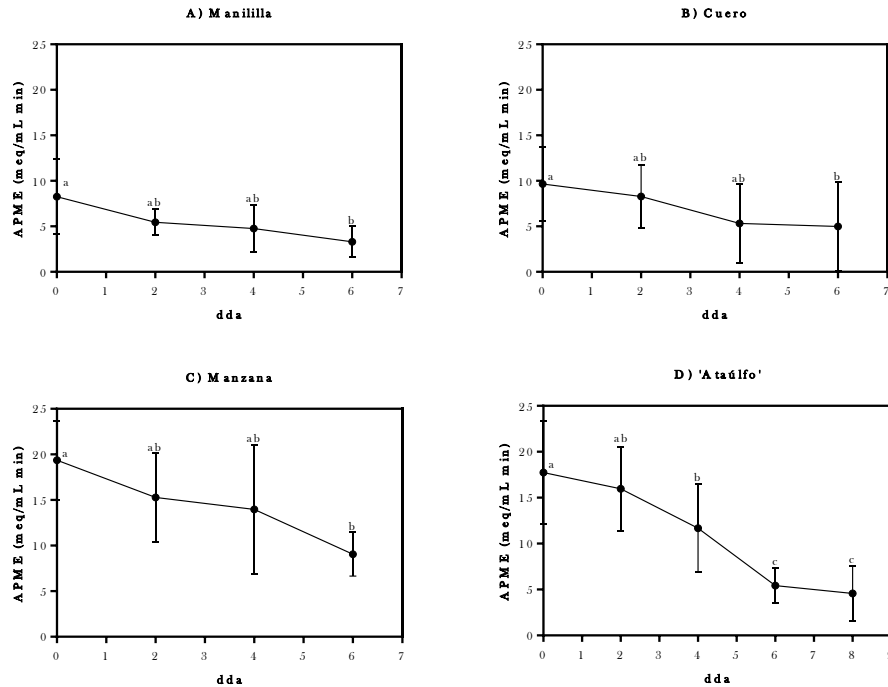 A) Manililla
25
20
15
10
5
0
APME (meq/mL min)
a
ab
ab
b
0 1 2 3 4 5 6 7
dda
B) Cuero
25
20
15
10
5
0
APME (meq/mL min)
a
ab
ab
b
0 1 2 3 4 5 6 7
dda
C) Manzana
25
20
15
10
5
0
APME (meq/mL min)
a
ab
ab
b
0 1 2 3 4 5 6 7
dda
D) 'Ataúlfo'
25
20
15
10
5
0
APME (meq/mL min)
a
ab
b
c
c
0 1 2 3 4 5 6 7 8
dda